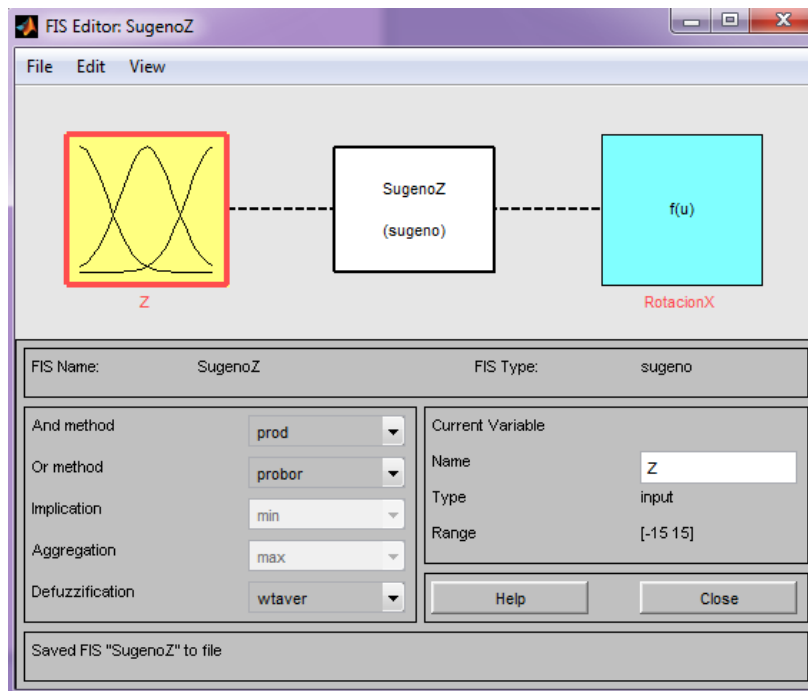 FIS Editor: SugenoZ
File Edit View
SugenoZ
(sugeno)
f(u)
Z
RotacionX
FIS Name: SugenoZ FIS Type: sugeno
And method prod
Or method probor
Implication min
Aggregation max
Defuzzification wtaver
Current Variable
Name Z
Type input
Range [-15 15]
Help Close
Saved FIS "SugenoZ" to file